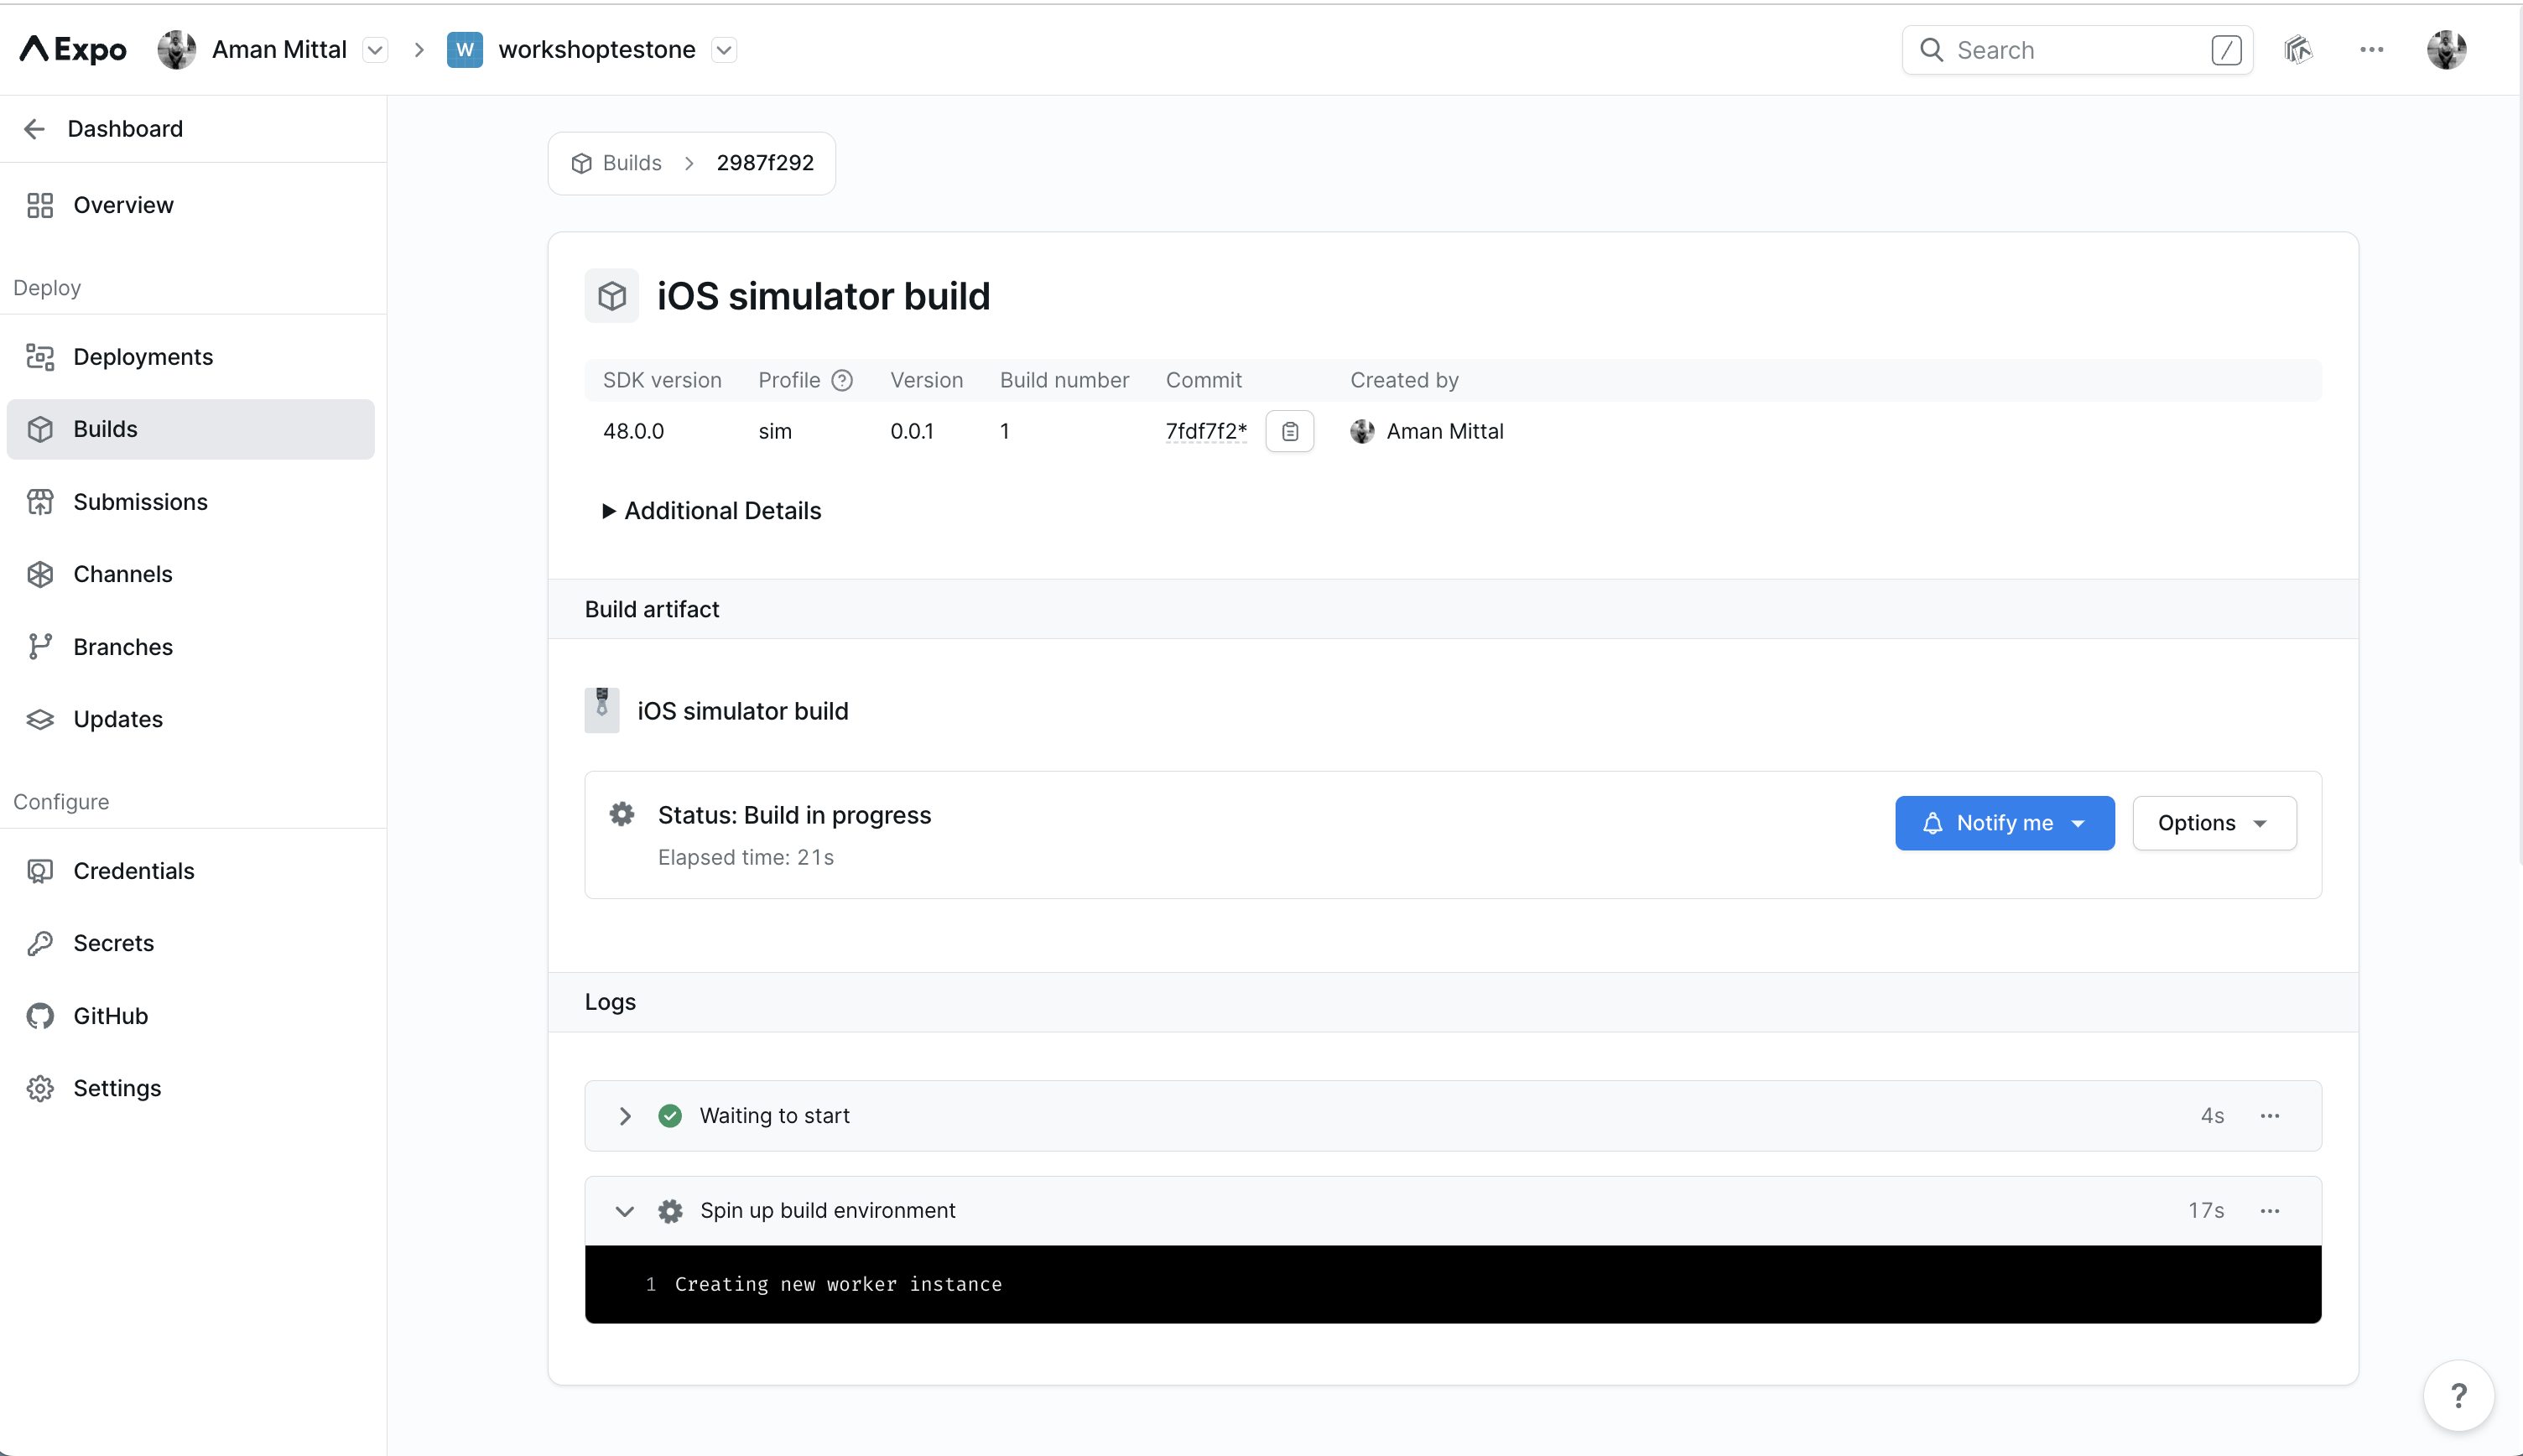 Expo
Aman Mittal
W
workshoptestone
Search
/
Dashboard
Overview
Deploy
Deployments
Builds
Submissions
Channels
Branches
Updates
Configure
Credentials
Secrets
GitHub
Settings
Builds
2987f292
iOS simulator build
SDK version Profile ? Version Build number Commit Created by
48.0.0 sim 0.0.1 1 7fdf7f2* Aman Mittal
Additional Details
Build artifact
iOS simulator build
Status: Build in progress
Elapsed time: 21s
Notify me
Options
Logs
Waiting to start 4s
Spin up build environment 17s
1 Creating new worker instance
?